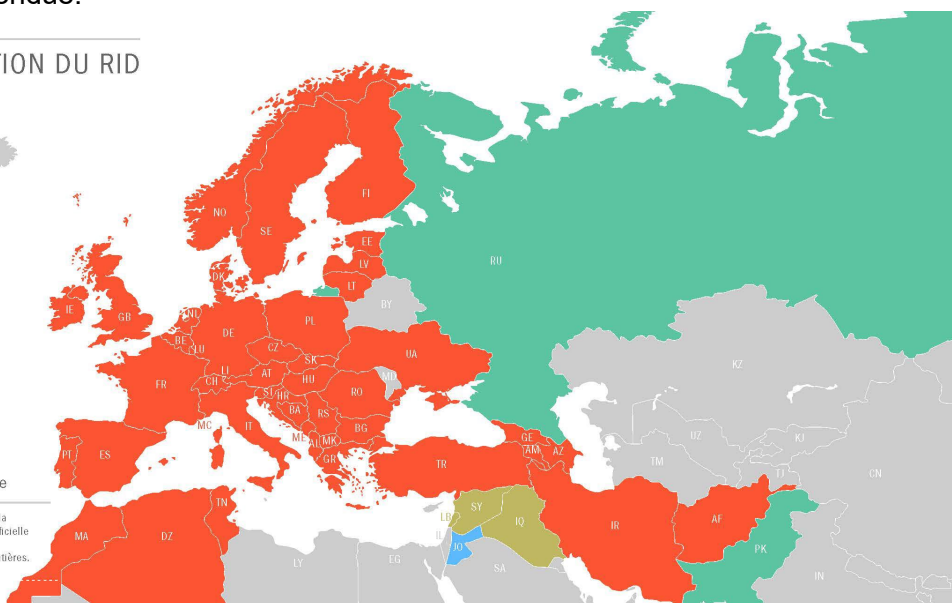 TION DU RID
NO
SE
FI
EE
LV
LT
DK
RU
BY
IE
GB
NL
BE
LU
DE
PL
CZ
SK
UA
KZ
FR
LI
CH
AT
HU
RO
MD
SI
HR
BA
RS
BG
MC
IT
ME
AL
MK
GR
PT
ES
TR
GE
AM
AZ
TM
UZ
KJ
TJ
CN
e
ficielle
tières.
MA
DZ
TN
LY
EG
LB
SY
IQ
IL
JO
SA
IR
AF
PK
IN